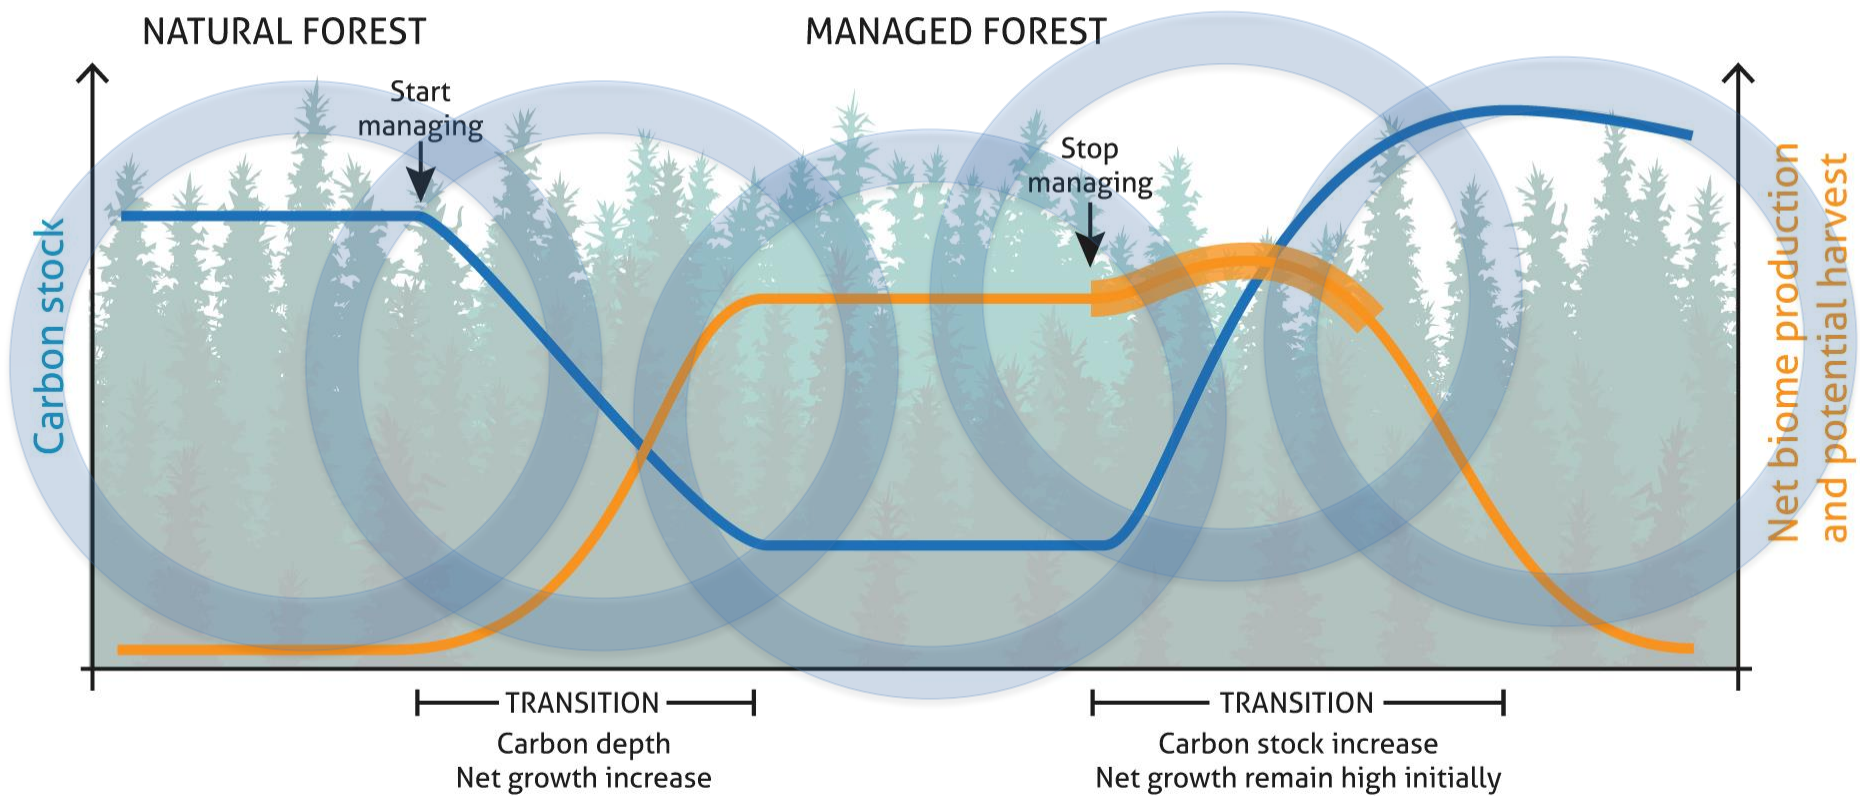 NATURAL FOREST
MANAGED FOREST
Start
managing
Stop
managing
Carbon stock
Net biome production
and potential harvest
TRANSITION
Carbon depth
Net growth increase
TRANSITION
Carbon stock increase
Net growth remain high initially